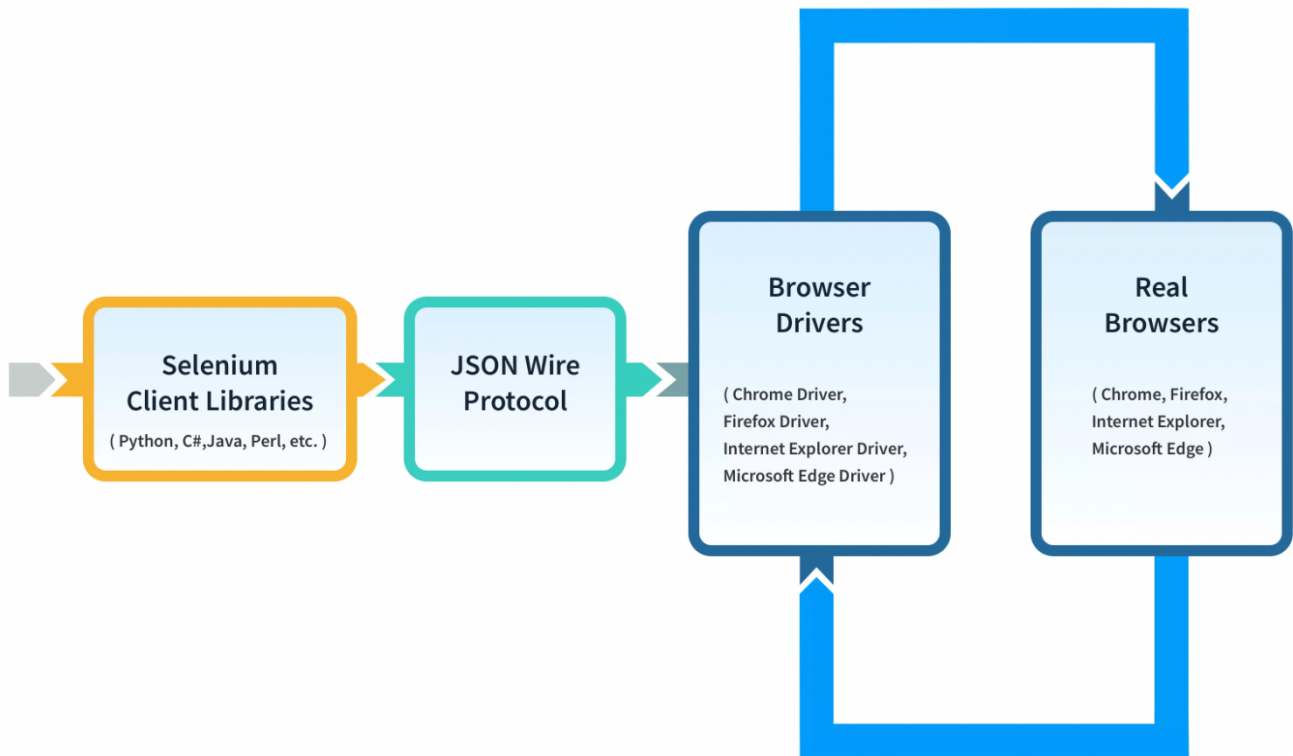 Selenium
Client Libraries
( Python, C#,Java, Perl, etc. )
JSON Wire
Protocol
Browser
Drivers
( Chrome Driver,
Firefox Driver,
Internet Explorer Driver,
Microsoft Edge Driver )
Real
Browsers
( Chrome, Firefox,
Internet Explorer,
Microsoft Edge )